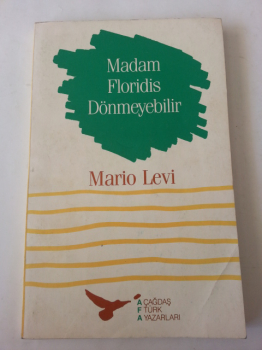 Madam
Floridis
Dönmeyebilir
Mario Levi
A ÇAĞDAŞ
F TÜRK
A YAZARLARI